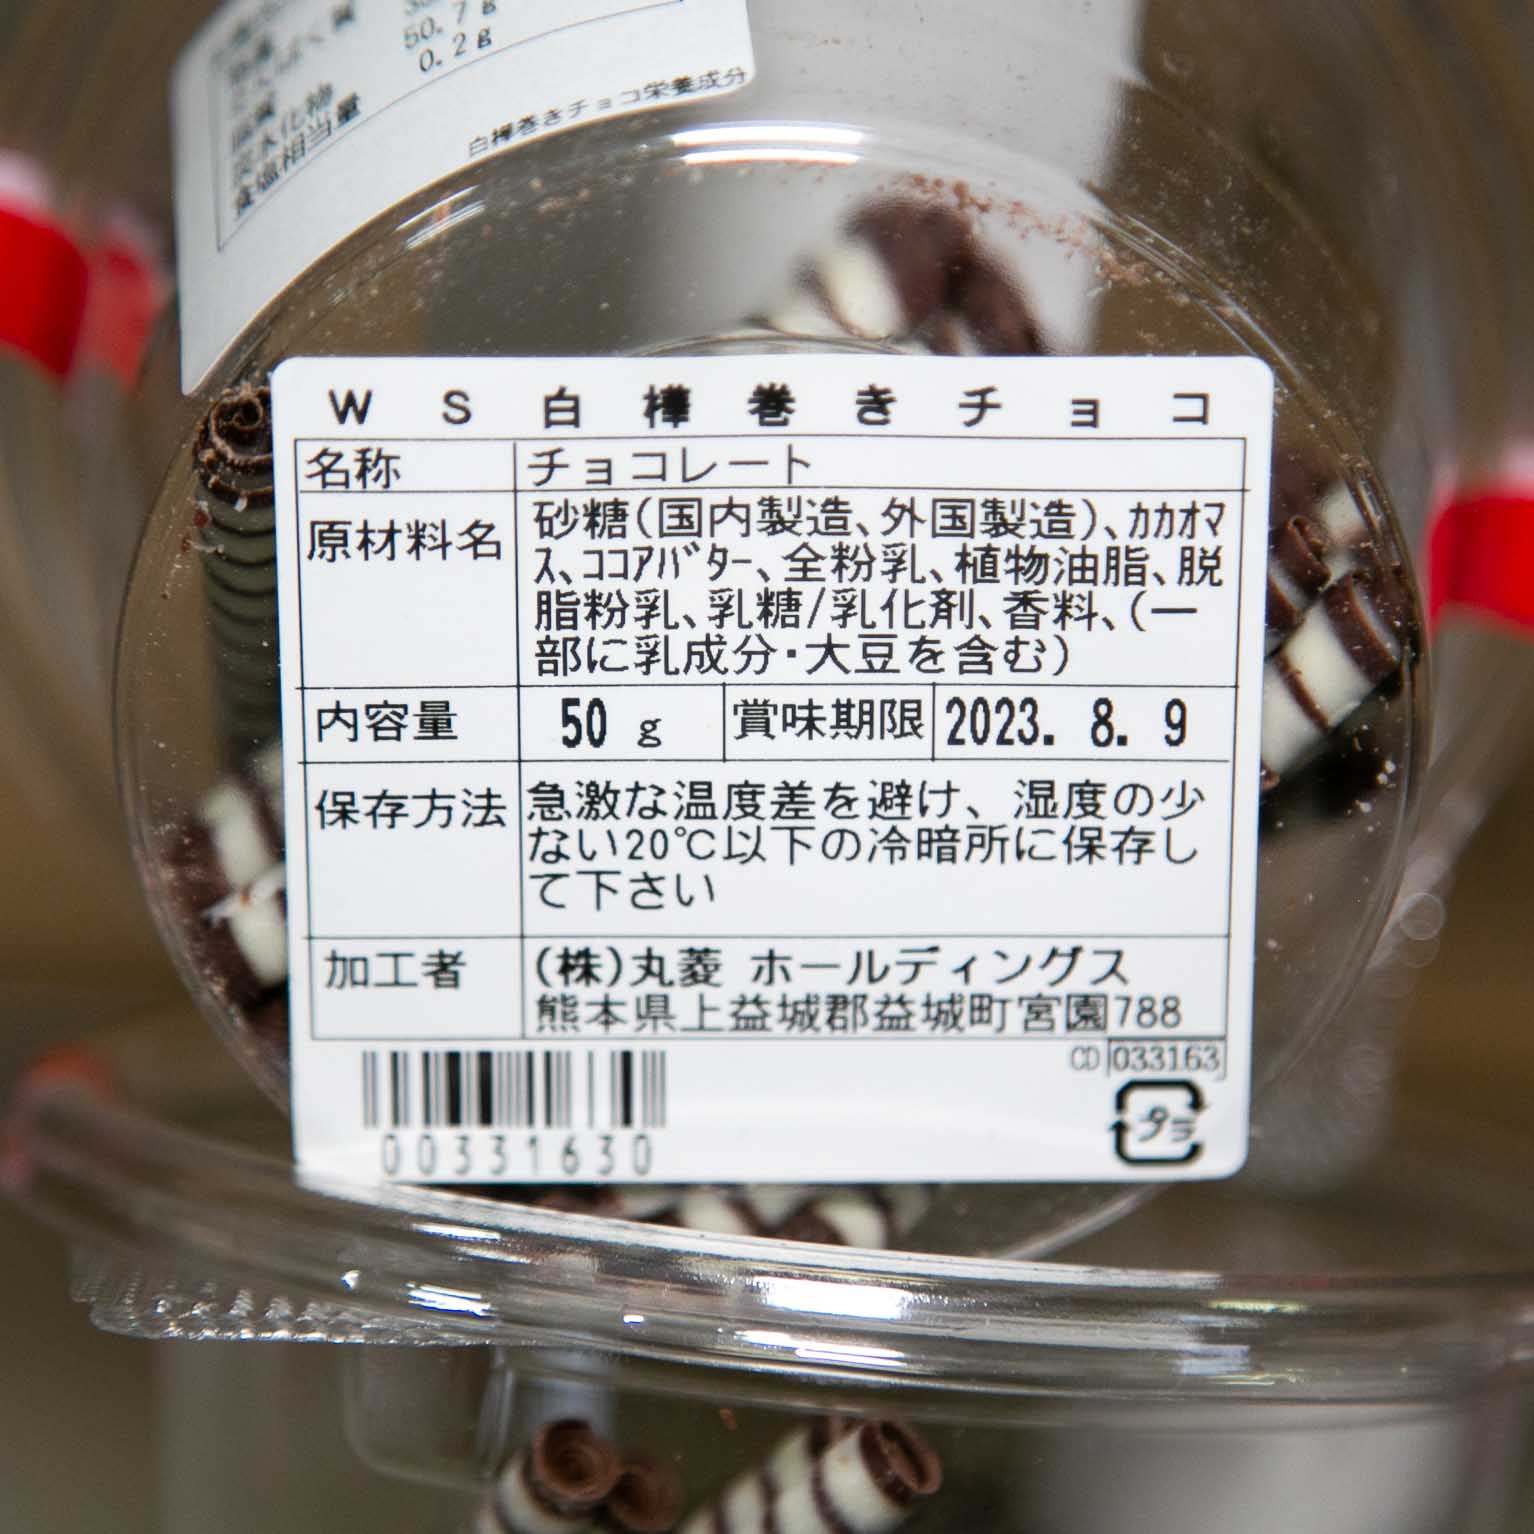 50.7g
0.2g
炭水化物
食塩相当量
白樺巻きチョコ栄養成分
WS白樺巻きチョコ
名称 チョコレート
原材料名 砂糖(国内製造、外国製造)、カカオマ
ス、ココアバター、全粉乳、植物油脂、脱
脂粉乳、乳糖/乳化剤、香料、(一
部に乳成分・大豆を含む)
内容量 50g 賞味期限 2023. 8. 9
保存方法 急激な温度差を避け、湿度の少
ない20℃以下の冷暗所に保存し
て下さい
加工者 (株)丸菱 ホールディングス
熊本県上益城郡益城町宮園788
CD 033163
00331630
プラ